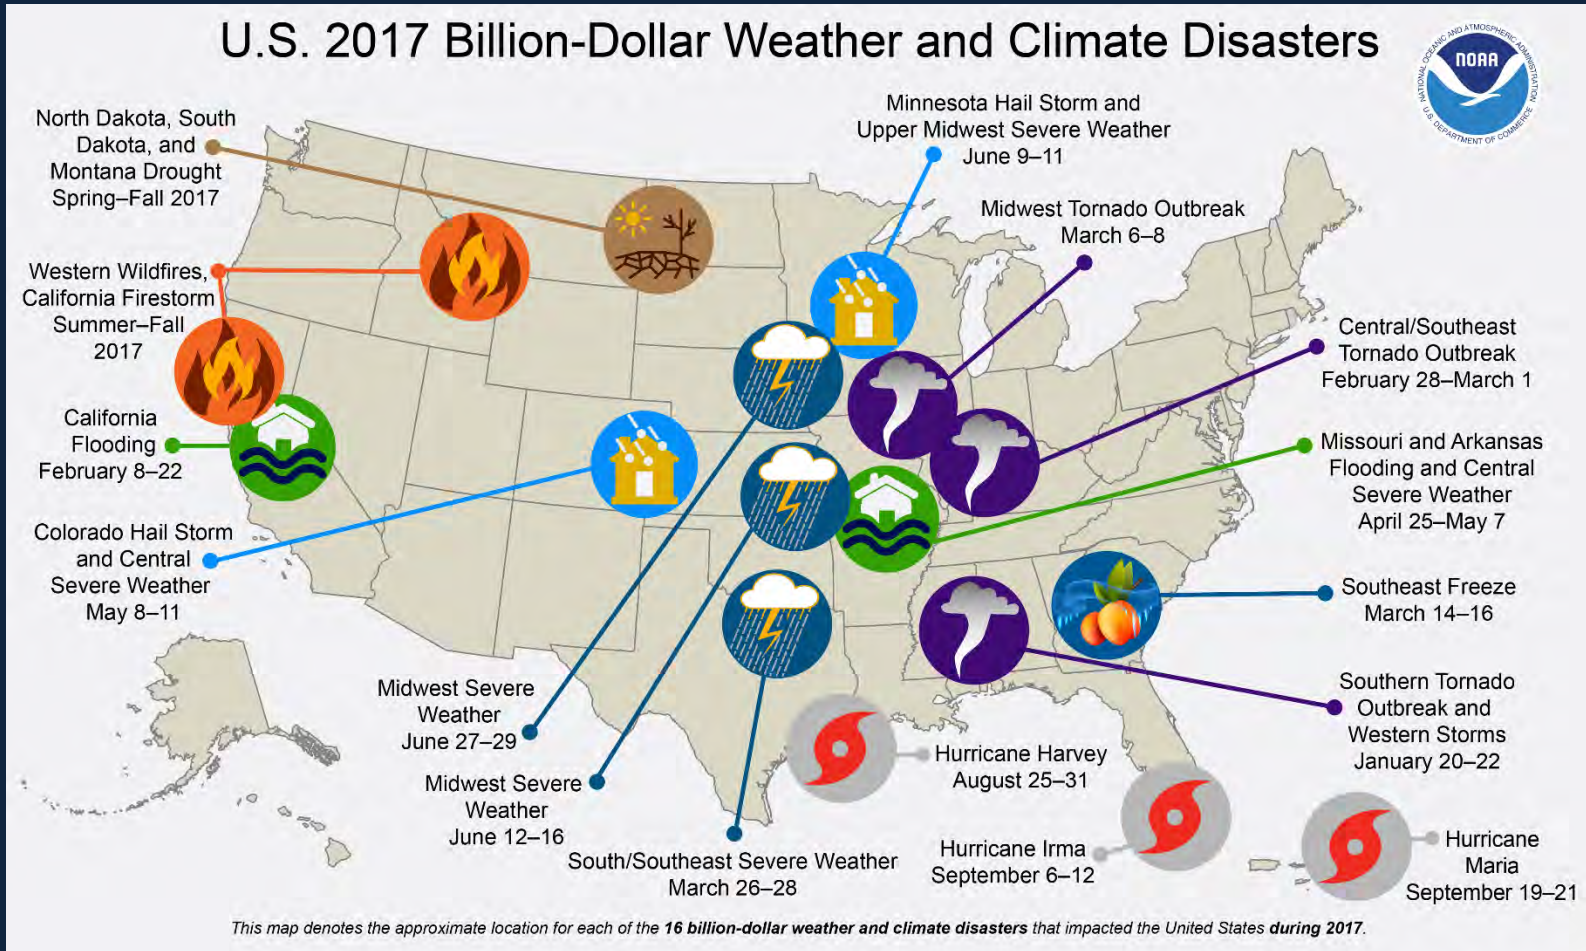 U.S. 2017 Billion-Dollar Weather and Climate Disasters
NATIONAL OCEANIC AND ATMOSPHERIC ADMINISTRATION
NOAA
U.S. DEPARTMENT OF COMMERCE
North Dakota, South
Dakota, and
Montana Drought
Spring–Fall 2017
Minnesota Hail Storm and
Upper Midwest Severe Weather
June 9–11
Midwest Tornado Outbreak
March 6–8
Western Wildfires,
California Firestorm
Summer–Fall
2017
Central/Southeast
Tornado Outbreak
February 28–March 1
California
Flooding
February 8–22
Missouri and Arkansas
Flooding and Central
Severe Weather
April 25–May 7
Colorado Hail Storm
and Central
Severe Weather
May 8–11
Southeast Freeze
March 14–16
Midwest Severe
Weather
June 27–29
Southern Tornado
Outbreak and
Western Storms
January 20–22
Midwest Severe
Weather
June 12–16
Hurricane Harvey
August 25–31
South/Southeast Severe Weather
March 26–28
Hurricane Irma
September 6–12
Hurricane
Maria
September 19–21
This map denotes the approximate location for each of the 16 billion-dollar weather and climate disasters that impacted the United States during 2017.